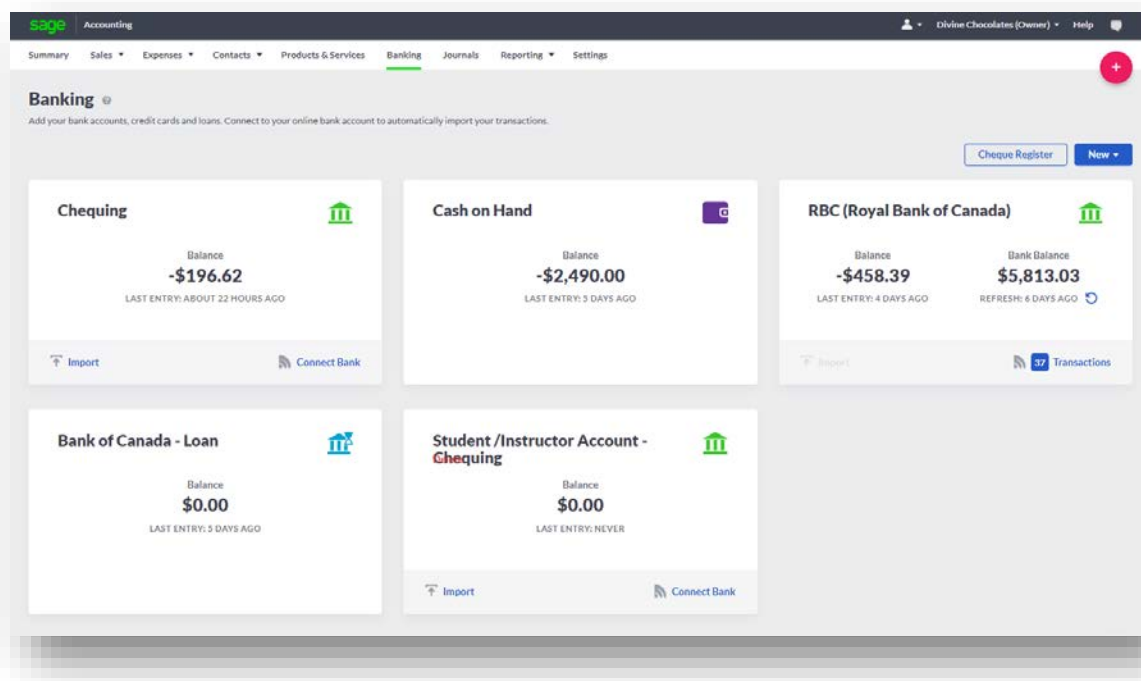 sage Accounting Divine Chocolates (Owner) Help
Summary Sales Expenses Contacts Products & Services Banking Journals Reporting Settings
+
Banking
Add your bank accounts, credit cards and loans. Connect to your online bank account to automatically import your transactions.
Cheque Register New
Chequing
Balance
-$196.62
LAST ENTRY: ABOUT 22 HOURS AGO
Import Connect Bank
Cash on Hand
Balance
-$2,490.00
LAST ENTRY: 5 DAYS AGO
RBC (Royal Bank of Canada)
Balance Bank Balance
-$458.39 $5,813.03
LAST ENTRY: 4 DAYS AGO REFRESH: 6 DAYS AGO
Import 37 Transactions
Bank of Canada - Loan
Balance
$0.00
LAST ENTRY: 5 DAYS AGO
Student /Instructor Account -
Chequing
Balance
$0.00
LAST ENTRY: NEVER
Import Connect Bank